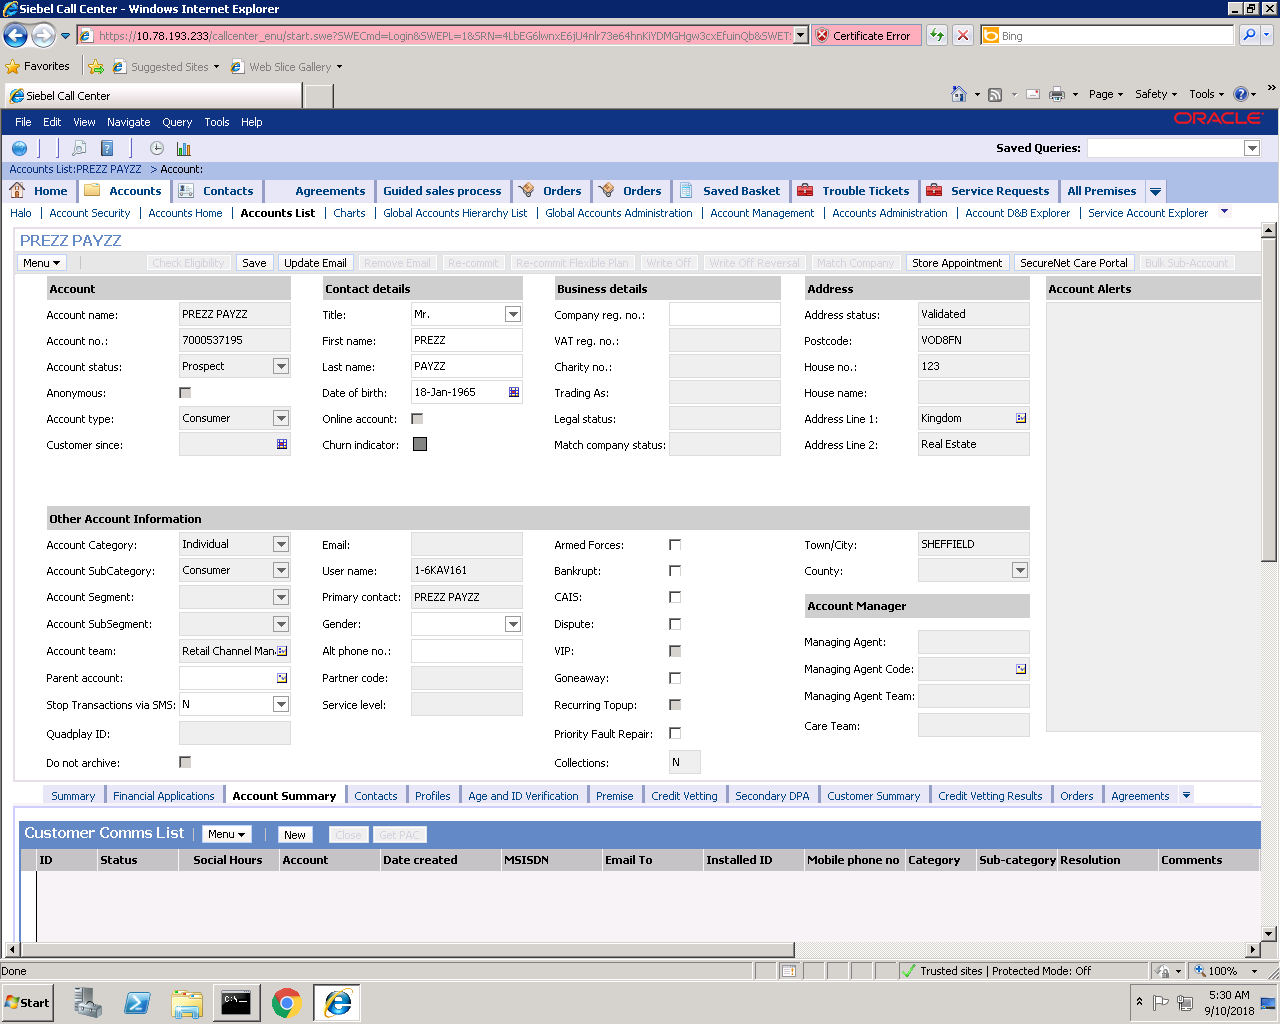 Siebel Call Center - Windows Internet Explorer
https://10.78.193.233/callcenter_enu/start.swe?SWECmd=Login&SWEPL=1&SRN=
Certificate Error
Bing
Favorites Suggested Sites Web Slice Gallery
Siebel Call Center
Page Safety Tools
File Edit View Navigate Query Tools Help
ORACLE
Saved Queries:
Accounts List:PREZZ PAYZZ > Account:
Home Accounts Contacts Agreements Guided sales process Orders Orders Saved Basket Trouble Tickets Service Requests All Premises
Halo Account Security Accounts Home Accounts List Charts Global Accounts Hierarchy List Global Accounts Administration Account Management Accounts Administration Account D&B Explorer Service Account Explorer
PREZZ PAYZZ
Menu Check Eligibility Save Update Email Remove Email Re-commit Re-commit Flexible Plan Write Off Write Off Reversal Match Company Store Appointment SecureNet Care Portal Bulk Sub-Account
Account Contact details Business details Address Account Alerts
Account name: PREZZ PAYZZ Title: Mr. Company reg. no.: Address status: Validated
Account no.: 7000537195 First name: PREZZ VAT reg. no.: Postcode: VOD8FN
Account status: Prospect Last name: PAYZZ Charity no.: House no.: 123
Anonymous: Date of birth: 18-Jan-1965 Trading As: House name:
Account type: Consumer Online account: Legal status: Address Line 1: Kingdom
Customer since: Churn indicator: Match company status: Address Line 2: Real Estate
Other Account Information
Account Category: Individual Email: Armed Forces: Town/City: SHEFFIELD
Account SubCategory: Consumer User name: 1-6KAV161 Bankrupt: County:
Account Segment: Primary contact: PREZZ PAYZZ CAIS: Account Manager
Account SubSegment: Gender: Dispute:
Account team: Retail Channel Man Alt phone no.: VIP: Managing Agent:
Parent account: Partner code: Goneaway: Managing Agent Code:
Stop Transactions via SMS: N Service level: Recurring Topup: Managing Agent Team:
Quadplay ID: Priority Fault Repair: Care Team:
Do not archive: Collections: N
Summary Financial Applications Account Summary Contacts Profiles Age and ID Verification Premise Credit Vetting Secondary DPA Customer Summary Credit Vetting Results Orders Agreements
Customer Comms List Menu New Close Get PAC
ID Status Social Hours Account Date created MSISDN Email To Installed ID Mobile phone no Category Sub-category Resolution Comments
Done Trusted sites | Protected Mode: Off 100%
Start 5:30 AM
9/10/2018